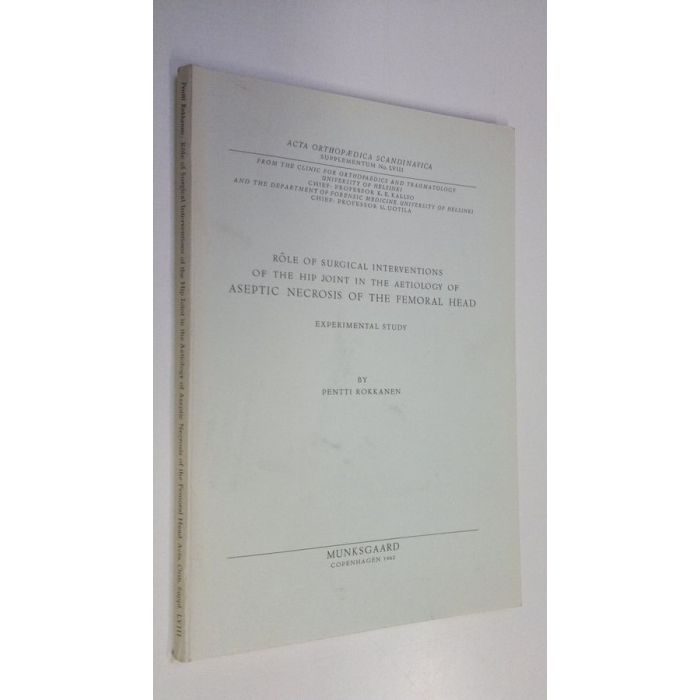 ACTA ORTHOPÆDICA SCANDINAVICA
SUPPLEMENTUM No. LVIII
FROM THE CLINIC FOR ORTHOPAEDICS AND TRAUMATOLOGY
UNIVERSITY OF HELSINKI
CHIEF: PROFESSOR K. E. KALLIO
AND THE DEPARTMENT OF FORENSIC MEDICINE, UNIVERSITY OF HELSINKI
CHIEF: PROFESSOR U. UOTILA
RÔLE OF SURGICAL INTERVENTIONS
OF THE HIP JOINT IN THE AETIOLOGY OF
ASEPTIC NECROSIS OF THE FEMORAL HEAD
EXPERIMENTAL STUDY
BY
PENTTI ROKKANEN
MUNKSGAARD
COPENHAGEN 1962
Pentti Rokkanen: Rôle of Surgical Interventions of the Hip Joint in the Aetiology of Aseptic Necrosis of the Femoral Head. Acta. Orth. Suppl. LVIII